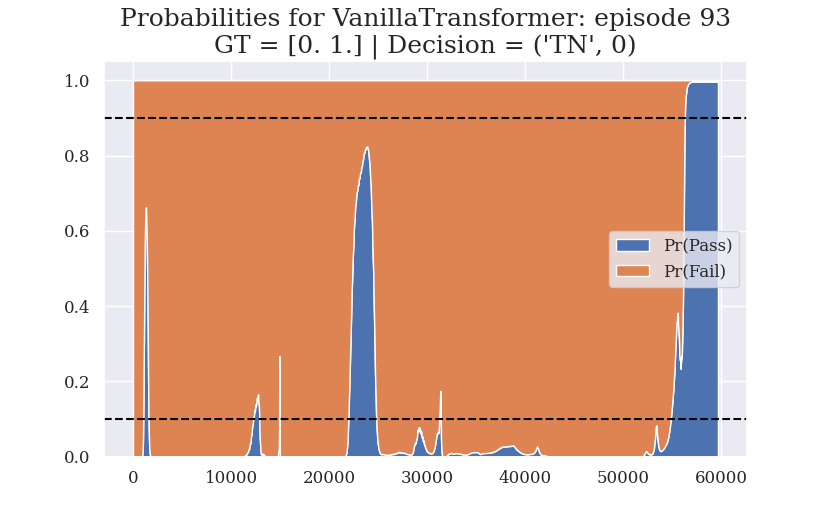 Probabilities for VanillaTransformer: episode 93
GT = [0. 1.] | Decision = ('TN', 0)
1.0
0.8
0.6
0.4
0.2
0.0
Pr(Pass)
Pr(Fail)
0 10000 20000 30000 40000 50000 60000